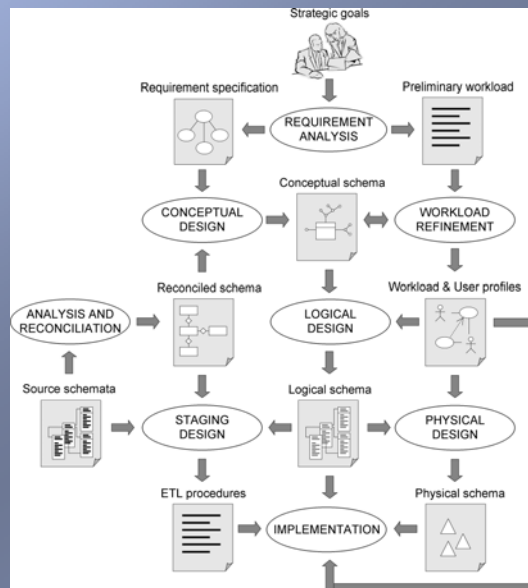 Strategic goals
Requirement specification
Preliminary workload
REQUIREMENT
ANALYSIS
Conceptual schema
CONCEPTUAL
DESIGN
WORKLOAD
REFINEMENT
Reconciled schema
Workload & User profiles
ANALYSIS AND
RECONCILIATION
LOGICAL
DESIGN
Source schemata
Logical schema
STAGING
DESIGN
PHYSICAL
DESIGN
ETL procedures
Physical schema
IMPLEMENTATION